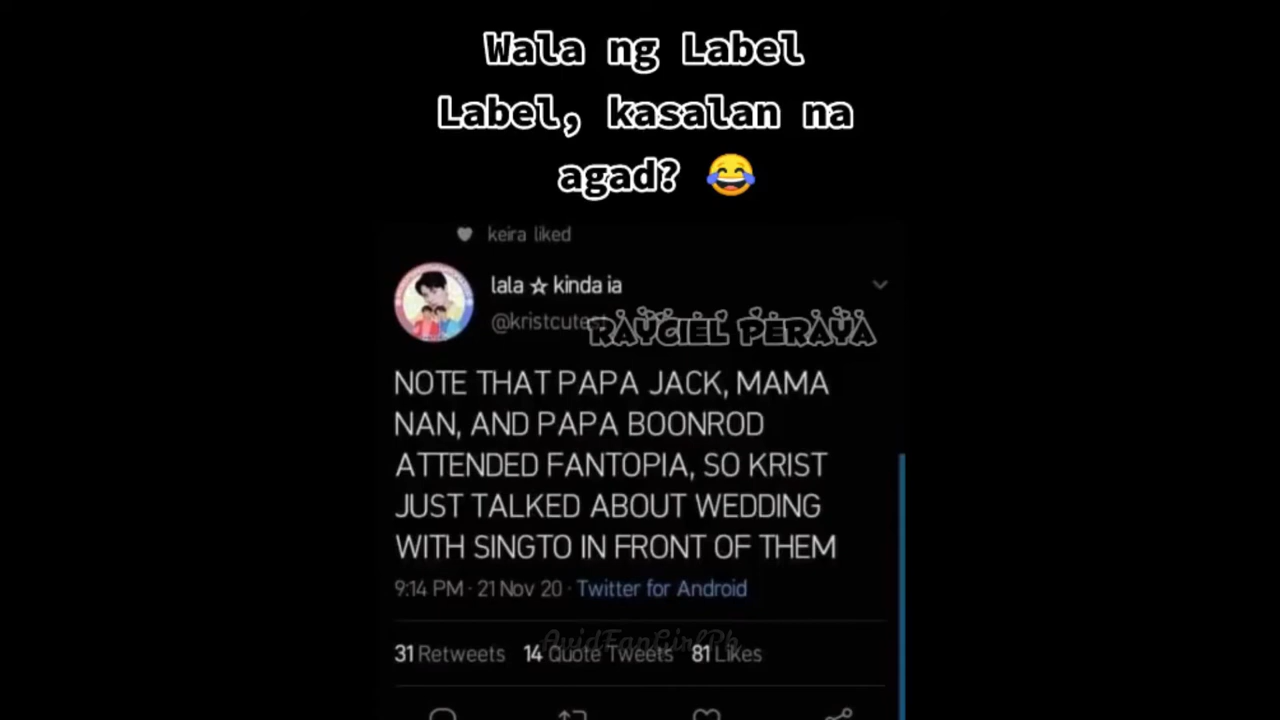 Wala ng Label
Label, kasalan na
agad? 😂
keira liked
lala ☆ kinda ia
@kristcutest
RAYCIEL PERAYA
NOTE THAT PAPA JACK, MAMA
NAN, AND PAPA BOONROD
ATTENDED FANTOPIA, SO KRIST
JUST TALKED ABOUT WEDDING
WITH SINGTO IN FRONT OF THEM
9:14 PM · 21 Nov 20 · Twitter for Android
AvidFanGirlPh
31 Retweets 14 Quote Tweets 81 Likes